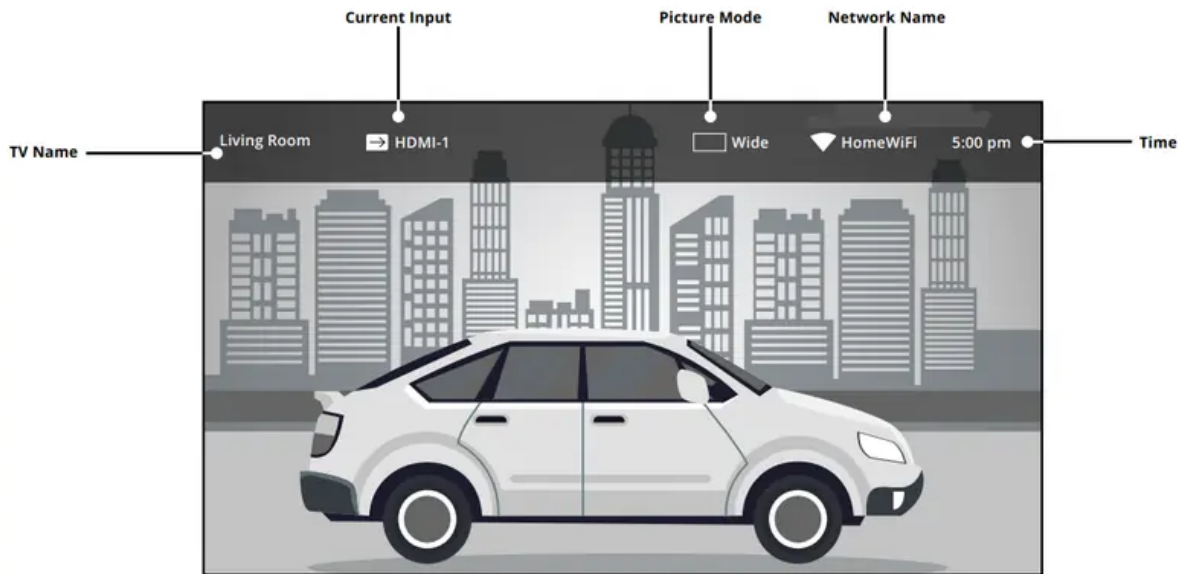 Current Input Picture Mode Network Name
TV Name Living Room HDMI-1 Wide HomeWiFi 5:00 pm Time